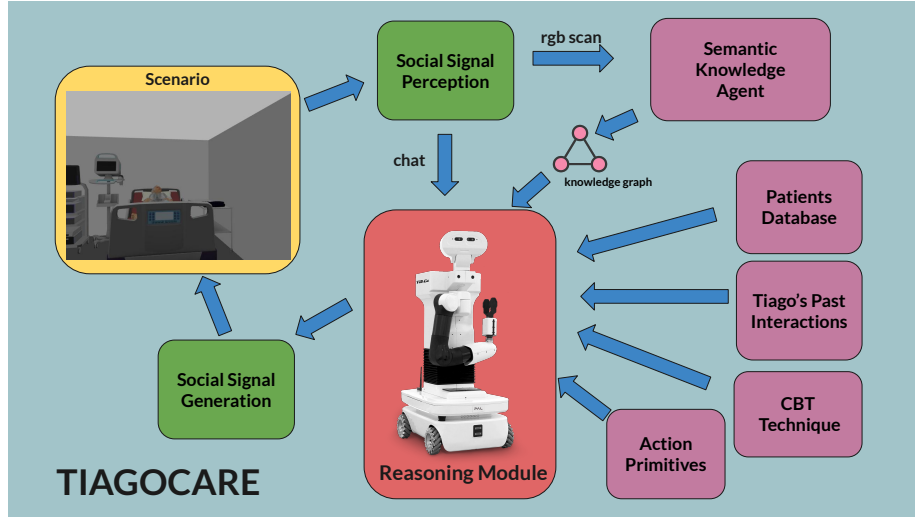 Scenario
Social Signal
Perception
rgb scan
Semantic
Knowledge
Agent
chat
knowledge graph
Patients
Database
Tiago's Past
Interactions
CBT
Technique
Action
Primitives
Reasoning Module
Social Signal
Generation
TIAGOCARE